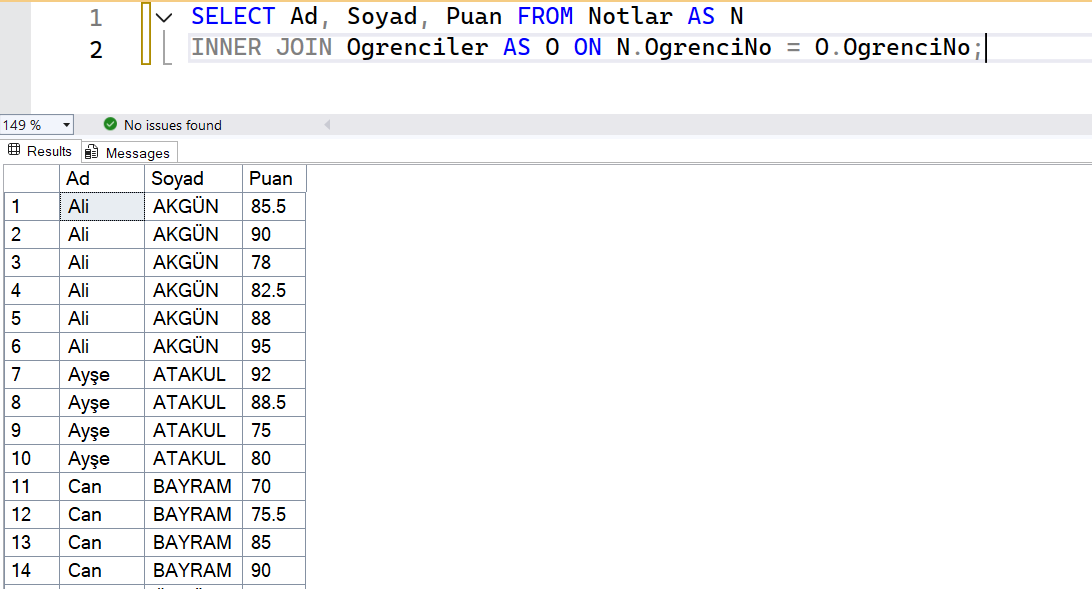 1 SELECT Ad, Soyad, Puan FROM Notlar AS N
2 INNER JOIN Ogrenciler AS O ON N.OgrenciNo = O.OgrenciNo;
149 % No issues found
Results Messages
Ad Soyad Puan
1 Ali AKGÜN 85.5
2 Ali AKGÜN 90
3 Ali AKGÜN 78
4 Ali AKGÜN 82.5
5 Ali AKGÜN 88
6 Ali AKGÜN 95
7 Ayşe ATAKUL 92
8 Ayşe ATAKUL 88.5
9 Ayşe ATAKUL 75
10 Ayşe ATAKUL 80
11 Can BAYRAM 70
12 Can BAYRAM 75.5
13 Can BAYRAM 85
14 Can BAYRAM 90